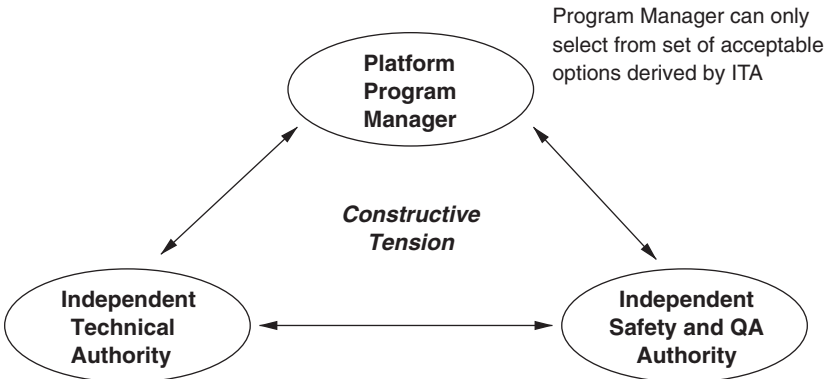 Program Manager can only
select from set of acceptable
options derived by ITA
Platform
Program
Manager
Constructive
Tension
Independent
Technical
Authority
Independent
Safety and QA
Authority